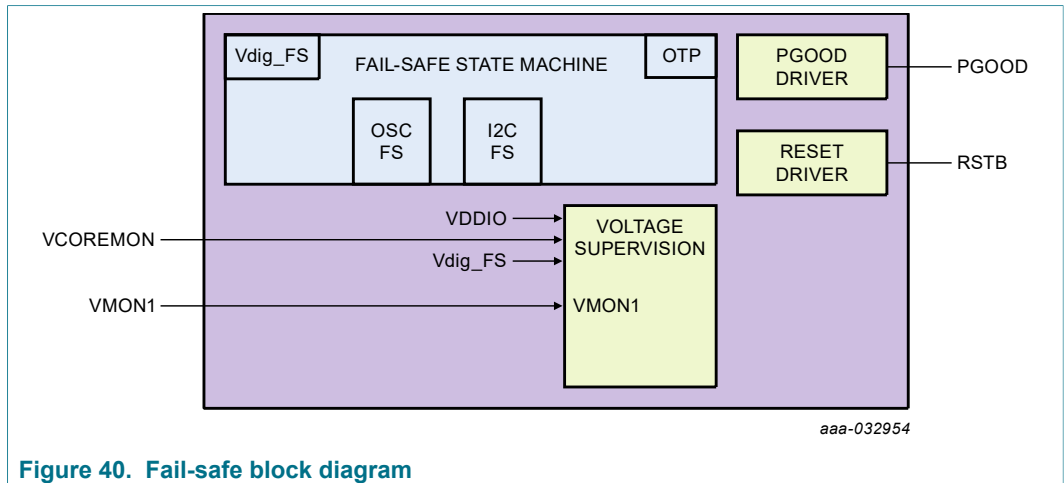 Vdig_FS
FAIL-SAFE STATE MACHINE
OTP
OSC
FS
I2C
FS
PGOOD
DRIVER
PGOOD
RESET
DRIVER
RSTB
VDDIO
VCOREMON
Vdig_FS
VOLTAGE
SUPERVISION
VMON1
VMON1
aaa-032954
Figure 40. Fail-safe block diagram